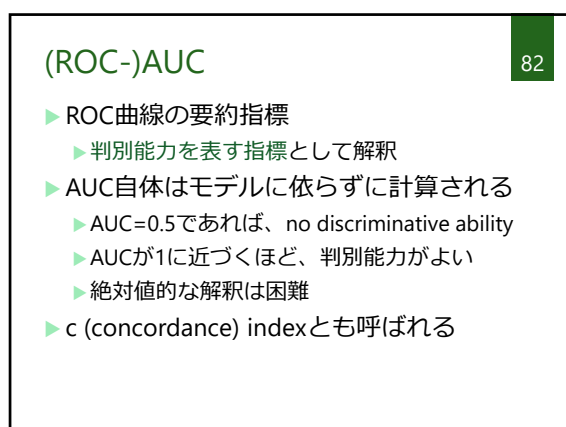 (ROC-)AUC
82
ROC曲線の要約指標
判別能力を表す指標として解釈
AUC自体はモデルに依らずに計算される
AUC=0.5であれば、no discriminative ability
AUCが1に近づくほど、判別能力がよい
絶対値的な解釈は困難
c (concordance) indexとも呼ばれる